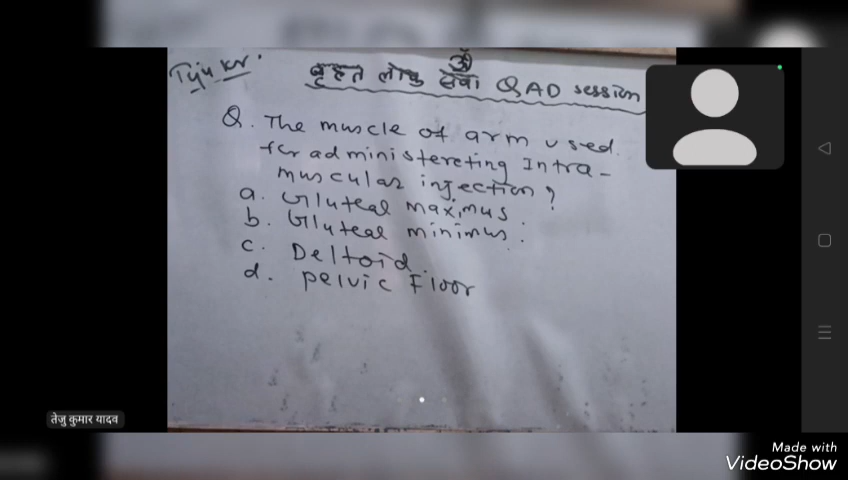 Tiju kr.
ॐ
बृहत लोक सेवा QAD session
Q. The muscle of arm used
for administereting Intra-
muscular injection?
a. Gluteal maximus.
b. Gluteal minimus.
c. Deltoid.
d. Pelvic Floor
तेजु कुमार यादव
Made with
VideoShow